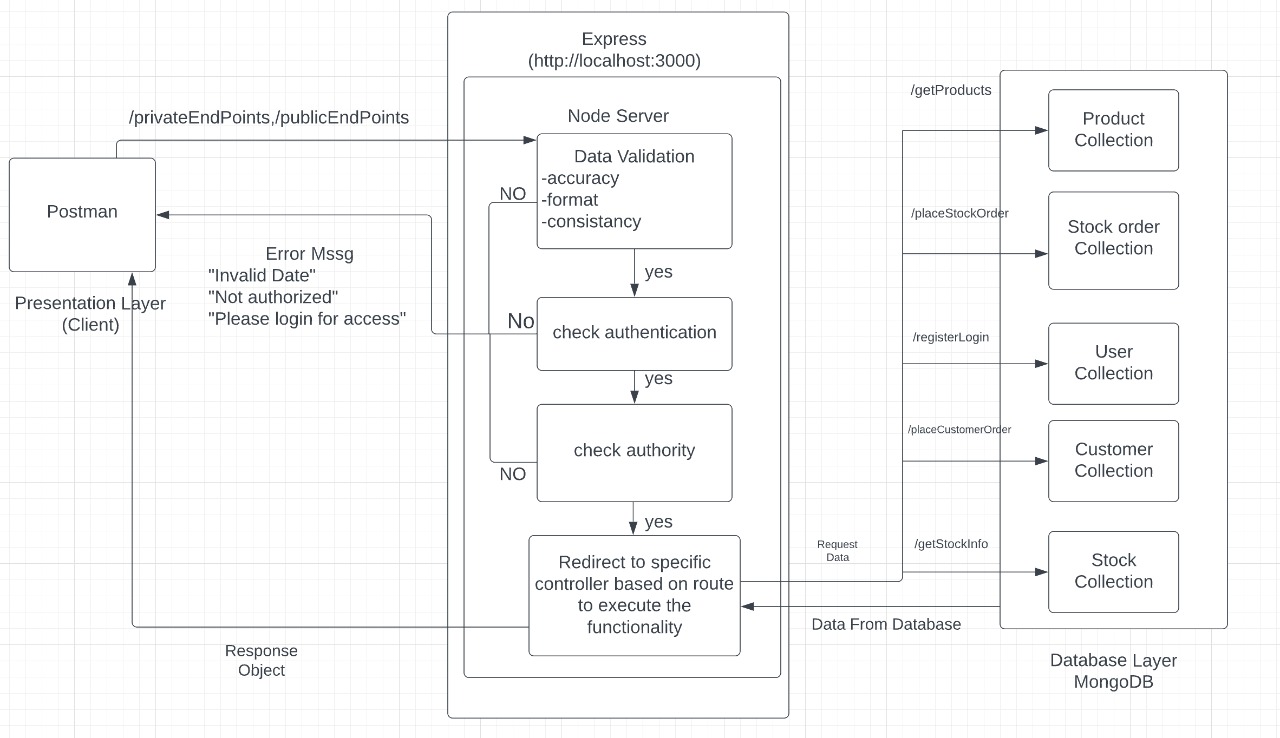 Express
(http://localhost:3000)
Node Server
/privateEndPoints,/publicEndPoints
Postman
Presentation Layer
(Client)
Error Mssg
"Invalid Date"
"Not authorized"
"Please login for access"
Data Validation
-accuracy
-format
-consistancy
NO
yes
No
check authentication
yes
check authority
NO
yes
Redirect to specific
controller based on route
to execute the
functionality
Response
Object
Request
Data
Data From Database
/getProducts
Product
Collection
/placeStockOrder
Stock order
Collection
/registerLogin
User
Collection
/placeCustomerOrder
Customer
Collection
/getStockInfo
Stock
Collection
Database Layer
MongoDB